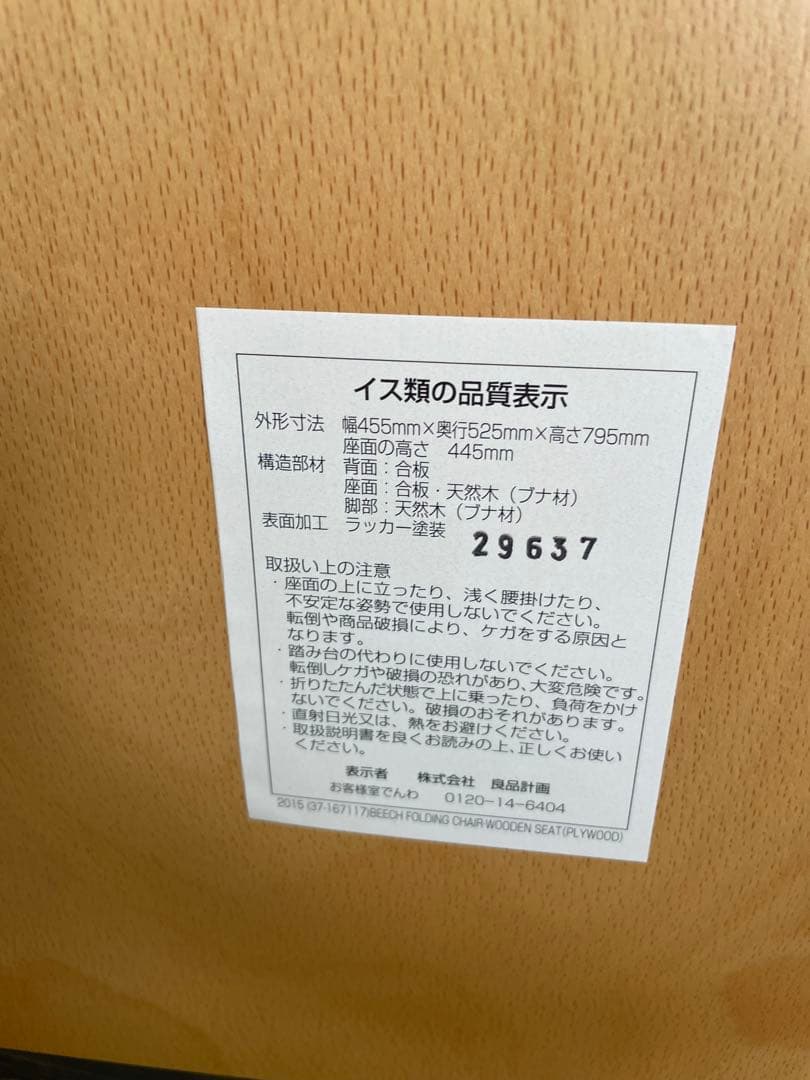 イス類の品質表示
外形寸法 幅455mm×奥行525mm×高さ795mm
座面の高さ 445mm
構造部材 背面：合板
座面：合板・天然木（ブナ材）
脚部：天然木（ブナ材）
表面加工 ラッカー塗装
29637
取扱い上の注意
・座面の上に立ったり、浅く腰掛けたり、
不安定な姿勢で使用しないでください。
転倒や商品破損により、ケガをする原因と
なります。
・踏み台の代わりに使用しないでください。
転倒しケガや破損の恐れがあり、大変危険です。
・折りたたんだ状態で上に乗ったり、負荷をかけ
ないでください。破損のおそれがあります。
・直射日光又は、熱をお避けください。
・取扱説明書を良くお読みの上、正しくお使い
ください。
表示者 株式会社 良品計画
お客様室でんわ 0120-14-6404
2015 (37-167117)BEECH FOLDING CHAIR-WOODEN SEAT(PLYWOOD)